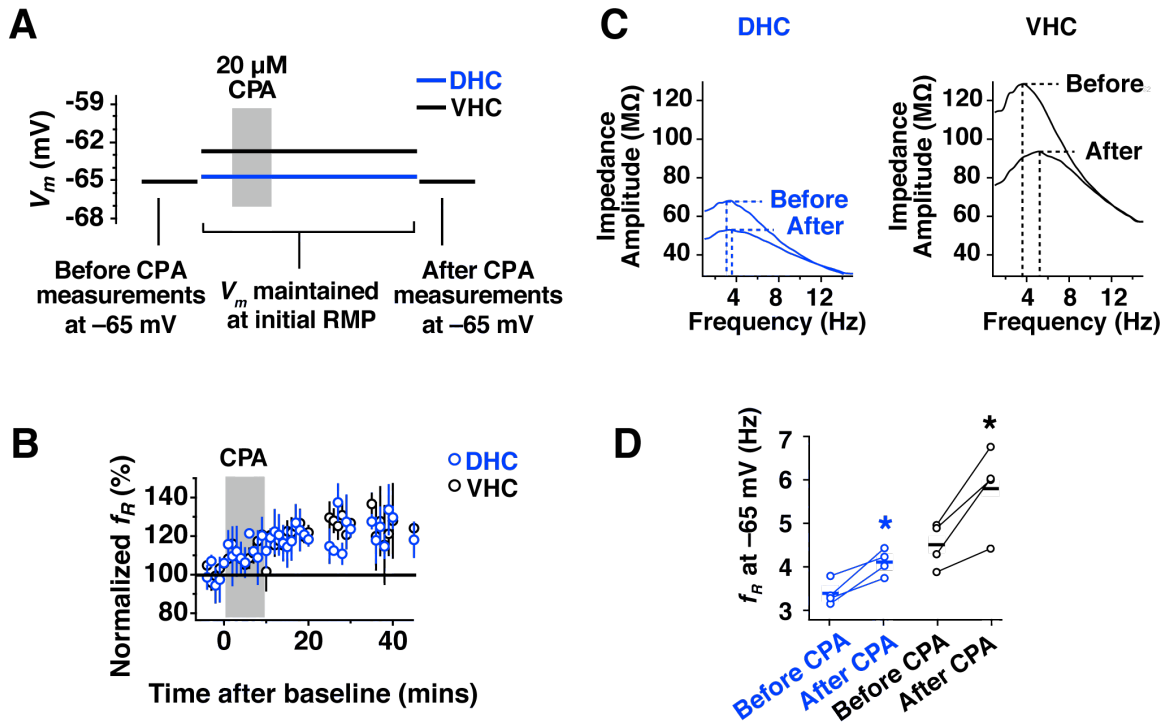 A
20 µM
CPA
DHC
VHC
-59
-62
-65
-68
Vm (mV)
Before CPA
measurements
at –65 mV
Vm maintained
at initial RMP
After CPA
measurements
at –65 mV
B
CPA
DHC
VHC
Normalized fR (%)
140
120
100
80
0
20
40
Time after baseline (mins)
C
DHC
Impedance
Amplitude (MΩ)
120
100
80
60
40
Before
After
4
8
12
Frequency (Hz)
VHC
Impedance
Amplitude (MΩ)
120
100
80
60
40
Before
After
4
8
12
Frequency (Hz)
D
fR at –65 mV (Hz)
7
6
5
4
3
*
*
Before CPA
After CPA
Before CPA
After CPA